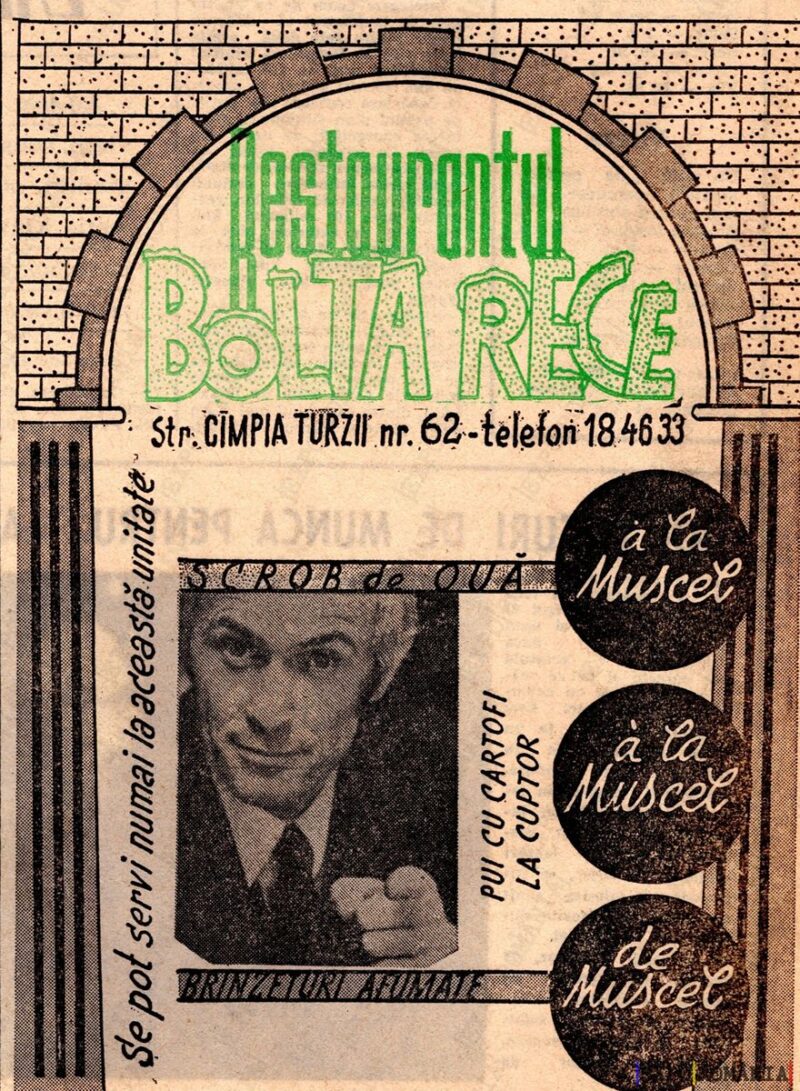 Restaurantul
BOLTA RECE
Str. CÎMPIA TURZII nr. 62 - telefon 18 46 33
Se pot servi numai la această unitate
SCROB de OUĂ
à la
Muscel
PUI CU CARTOFI
LA CUPTOR
à la
Muscel
BRINZETURI AFUMATE
de
Muscel